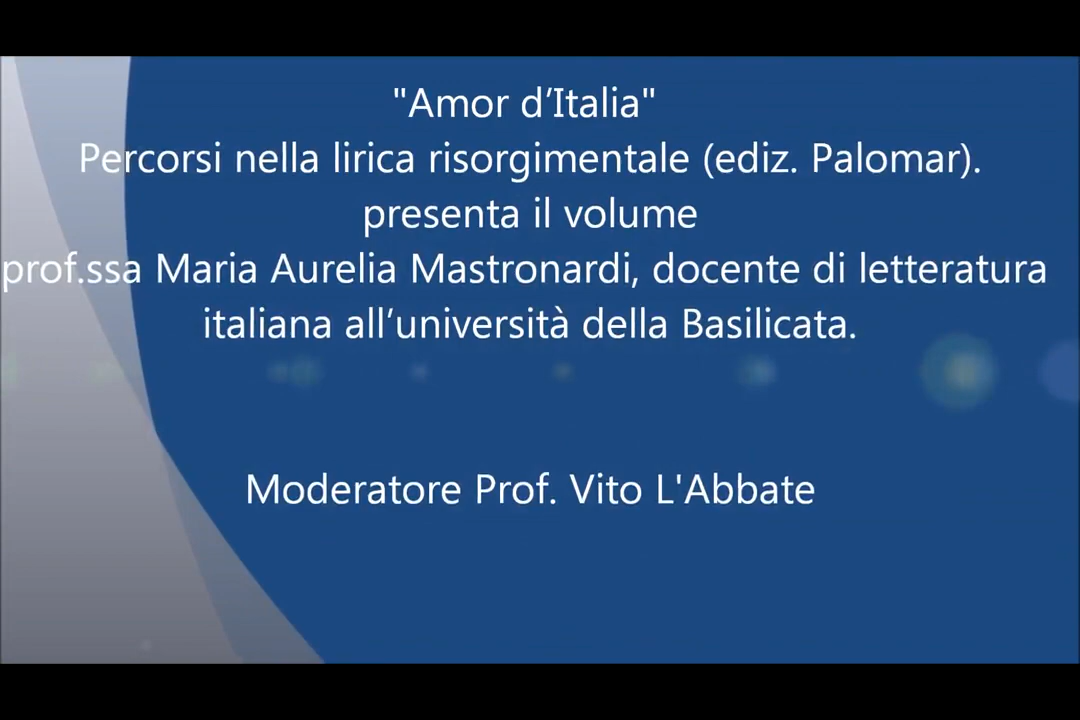 "Amor d’Italia"
Percorsi nella lirica risorgimentale (ediz. Palomar).
presenta il volume
prof.ssa Maria Aurelia Mastronardi, docente di letteratura
italiana all’università della Basilicata.
Moderatore Prof. Vito L'Abbate